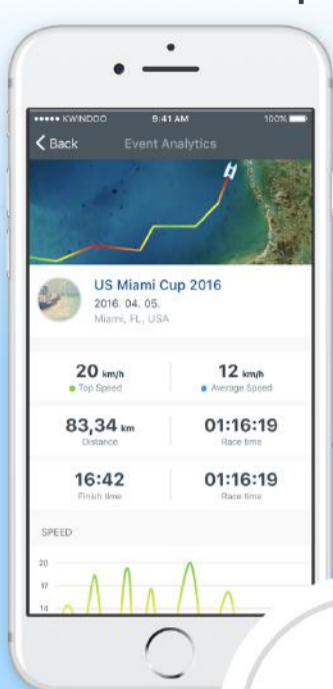 KWINDOO 9:41 AM 100%
Back Event Analytics
US Miami Cup 2016
2016. 04. 05.
Miami, FL, USA
20 km/h 12 km/h
Top Speed Average Speed
83,34 km 01:16:19
Distance Race time
16:42 01:16:19
Finish time Race time
SPEED
20
17
14